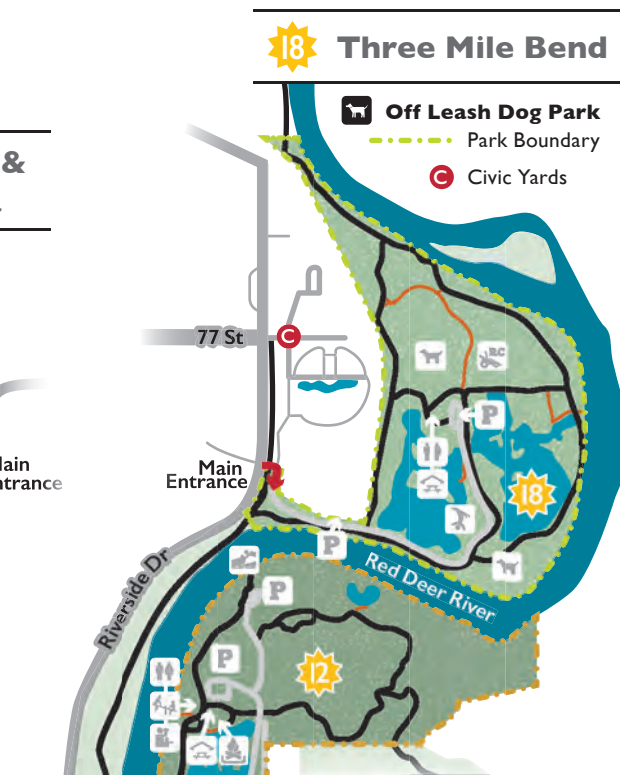 18 Three Mile Bend
Off Leash Dog Park
Park Boundary
C Civic Yards
&
77 St
C
RC
P
Main
Entrance
18
ntrance
P
Red Deer River
Riverside Dr
P
P
12